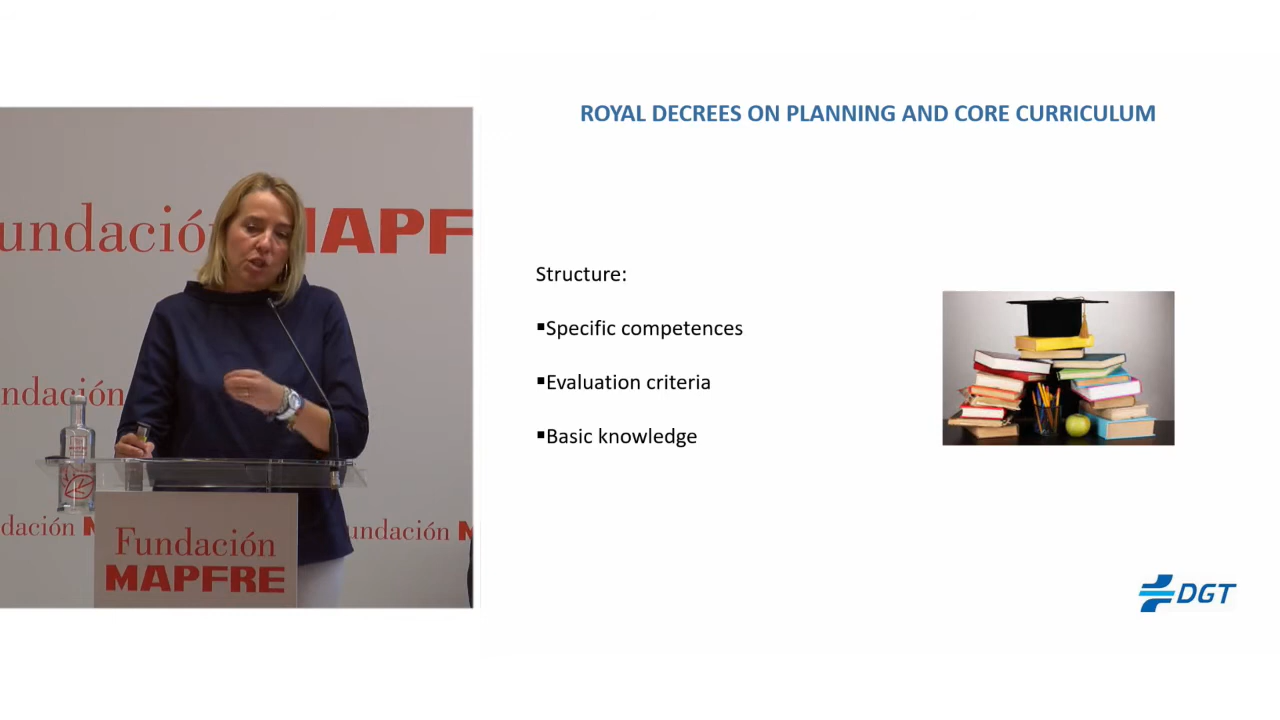 ROYAL DECREES ON PLANNING AND CORE CURRICULUM
undación MAPF
Structure:
▪Specific competences
▪Evaluation criteria
▪Basic knowledge
ndación
dación M
undación M
Fundación
MAPFRE
DGT